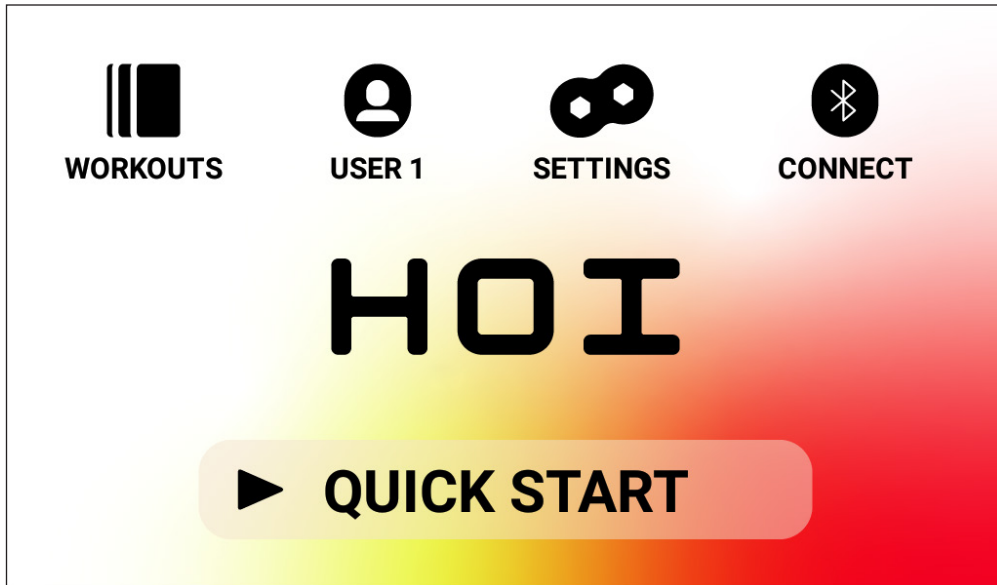 WORKOUTS
USER 1
SETTINGS
CONNECT
HOI
QUICK START